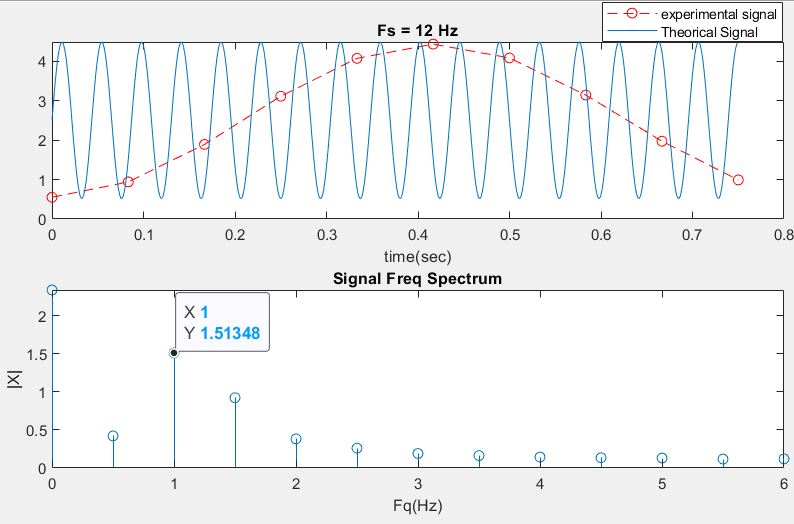 Fs = 12 Hz
experimental signal
Theorical Signal
4
3
2
1
0
0 0.1 0.2 0.3 0.4 0.5 0.6 0.7 0.8
time(sec)
Signal Freq Spectrum
X 1
Y 1.51348
|X|
2
1.5
1
0.5
0
0 1 2 3 4 5 6
Fq(Hz)